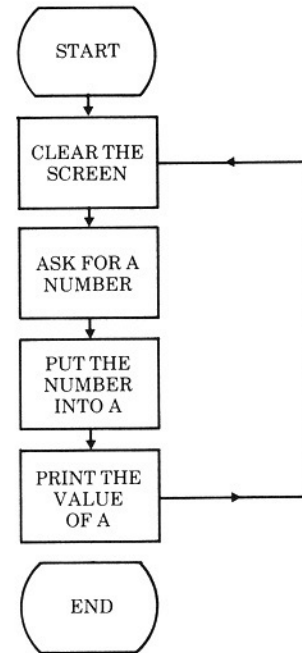 START
CLEAR THE
SCREEN
ASK FOR A
NUMBER
PUT THE
NUMBER
INTO A
PRINT THE
VALUE
OF A
END